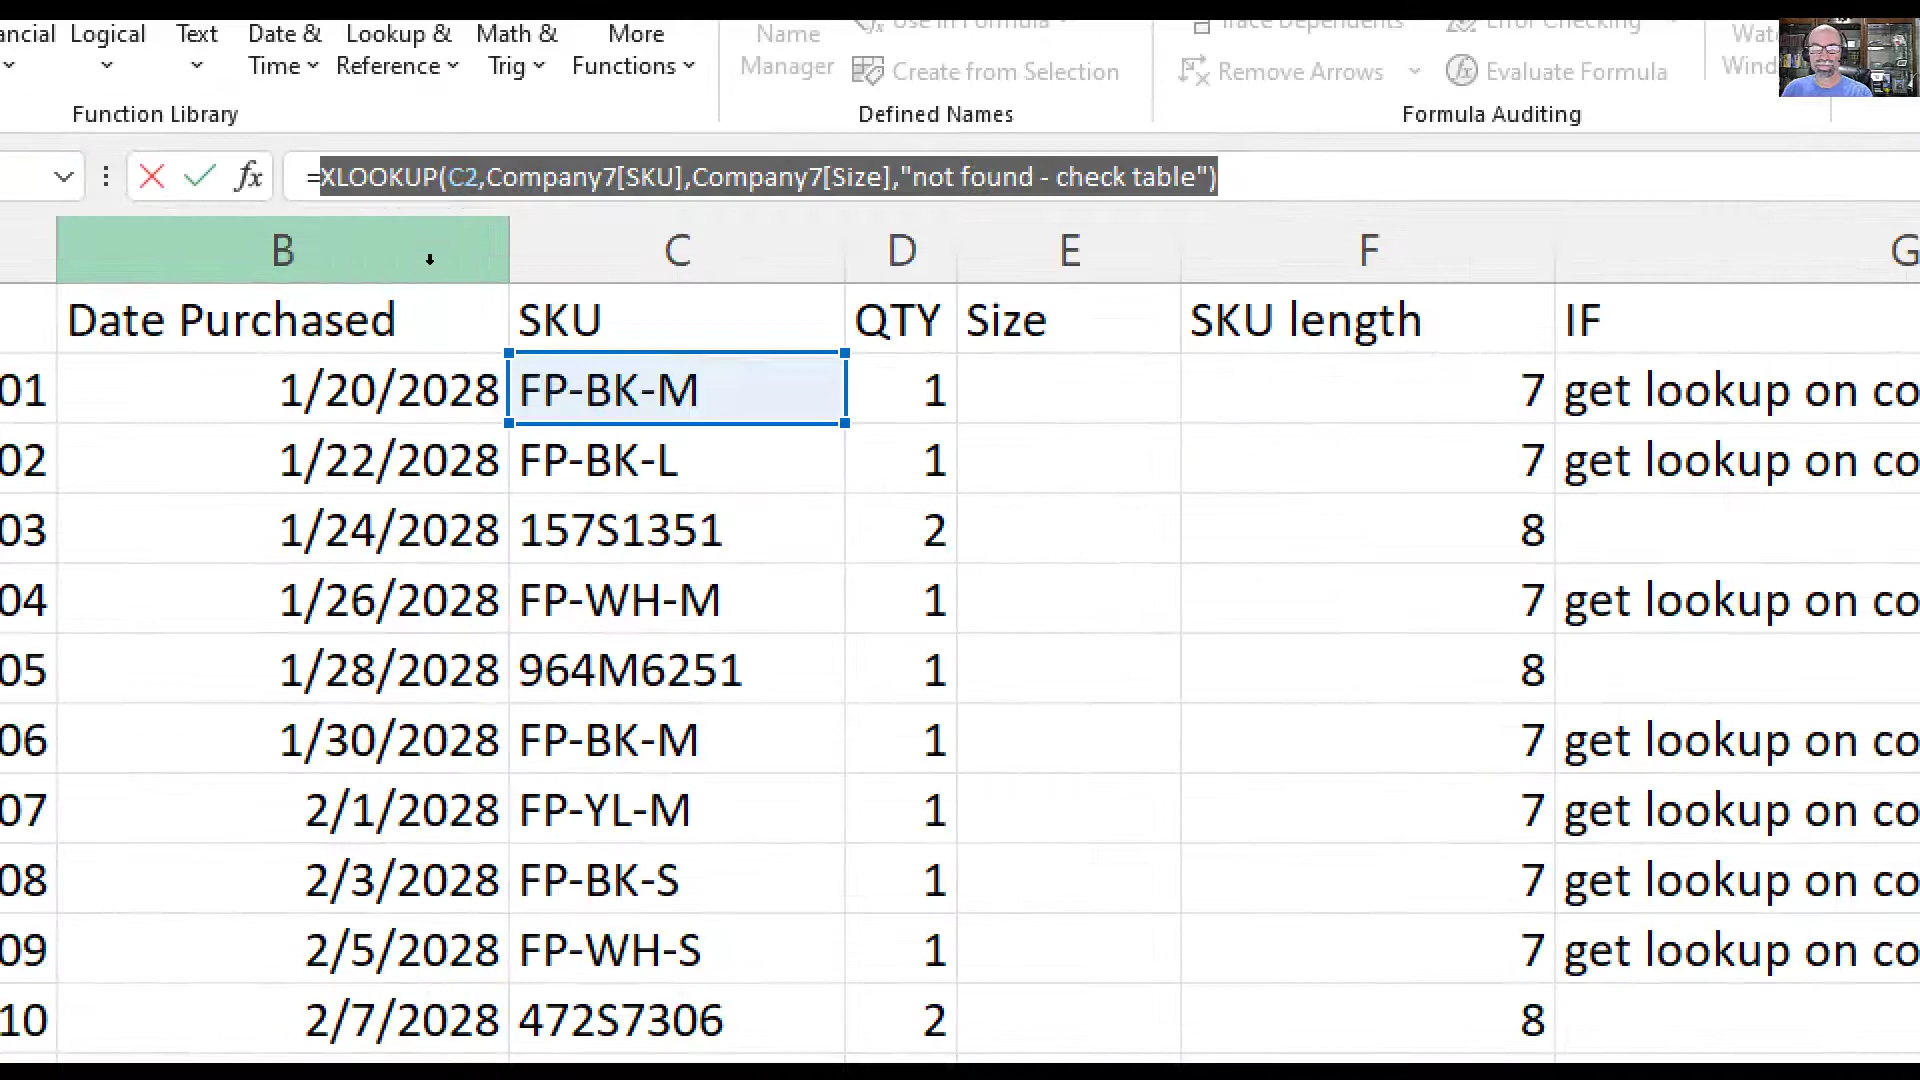 ancial Logical Text Date & Lookup & Math & More Name Use in Formula Trace Dependents Error Checking
Time Reference Trig Functions Manager Create from Selection Remove Arrows Evaluate Formula Wind
Function Library Defined Names Formula Auditing
fx =XLOOKUP(C2,Company7[SKU],Company7[Size],"not found - check table")
B C D E F G
Date Purchased SKU QTY Size SKU length IF
01 1/20/2028 FP-BK-M 1 7 get lookup on co
02 1/22/2028 FP-BK-L 1 7 get lookup on co
03 1/24/2028 157S1351 2 8
04 1/26/2028 FP-WH-M 1 7 get lookup on co
05 1/28/2028 964M6251 1 8
06 1/30/2028 FP-BK-M 1 7 get lookup on co
07 2/1/2028 FP-YL-M 1 7 get lookup on co
08 2/3/2028 FP-BK-S 1 7 get lookup on co
09 2/5/2028 FP-WH-S 1 7 get lookup on co
10 2/7/2028 472S7306 2 8